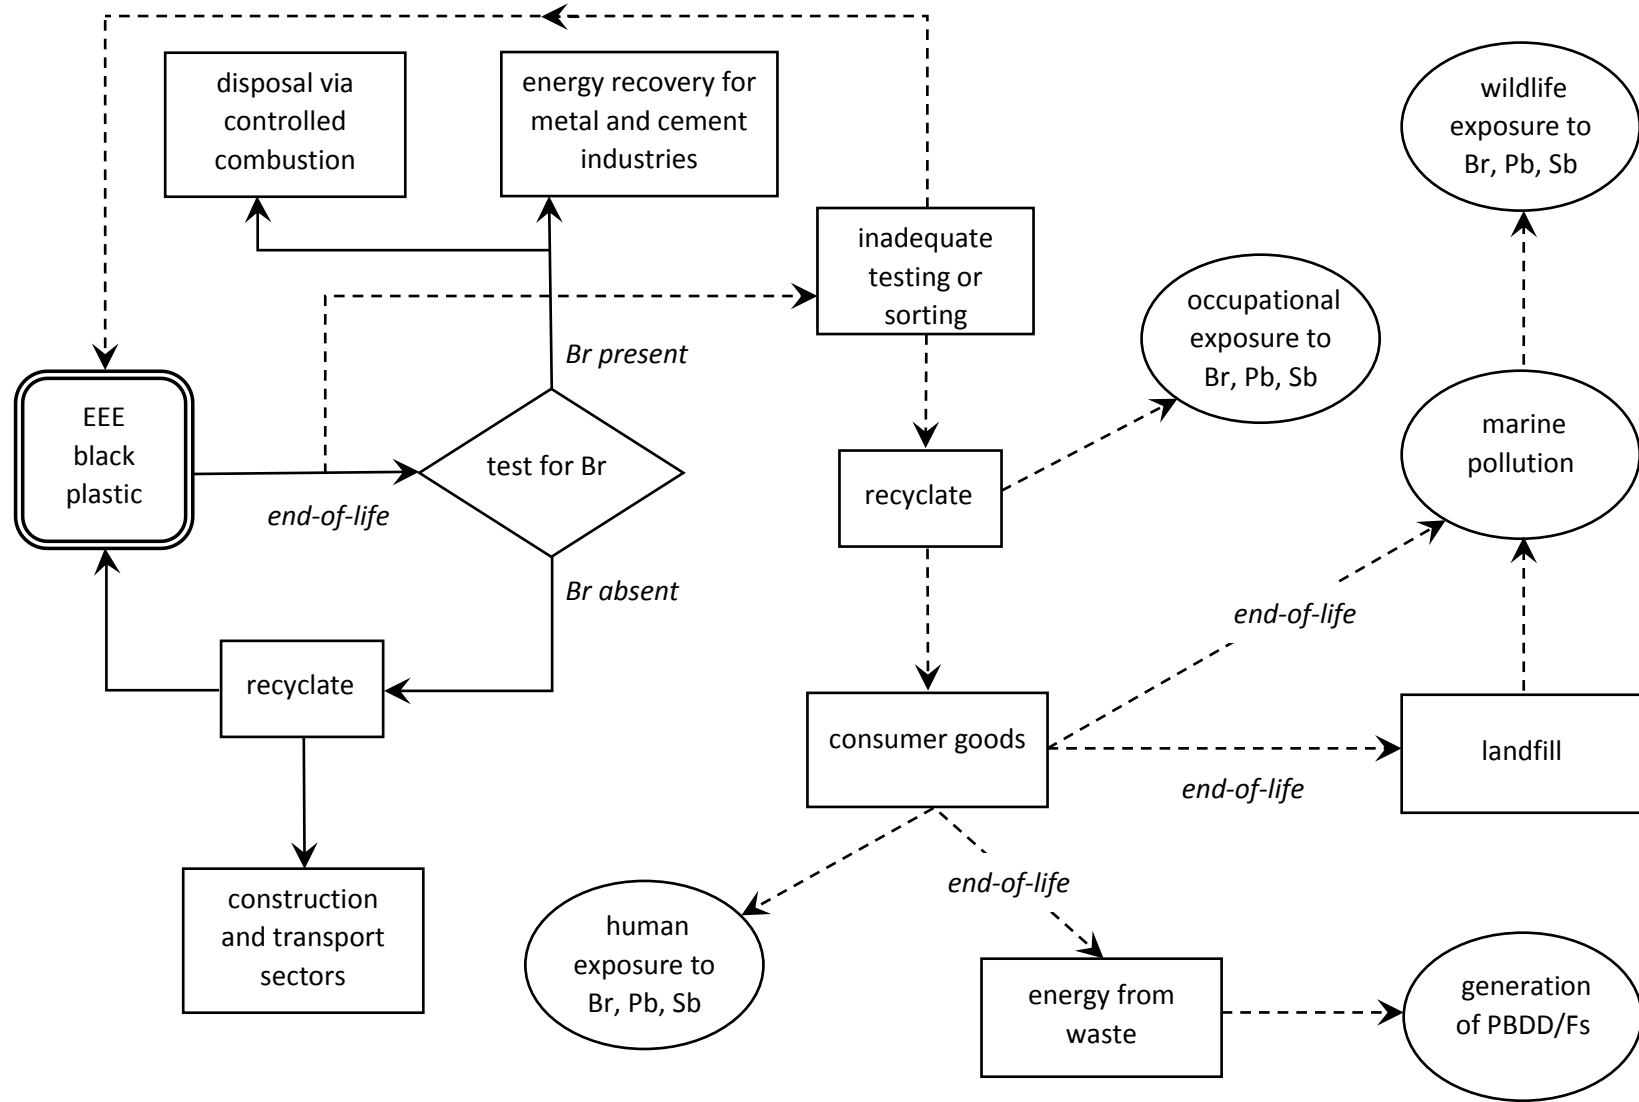 disposal via
controlled
combustion
energy recovery for
metal and cement
industries
wildlife
exposure to
Br, Pb, Sb
inadequate
testing or
sorting
occupational
exposure to
Br, Pb, Sb
Br present
EEE
black
plastic
end-of-life
test for Br
recyclate
marine
pollution
Br absent
end-of-life
recyclate
consumer goods
end-of-life
landfill
construction
and transport
sectors
human
exposure to
Br, Pb, Sb
end-of-life
energy from
waste
generation
of PBDD/Fs